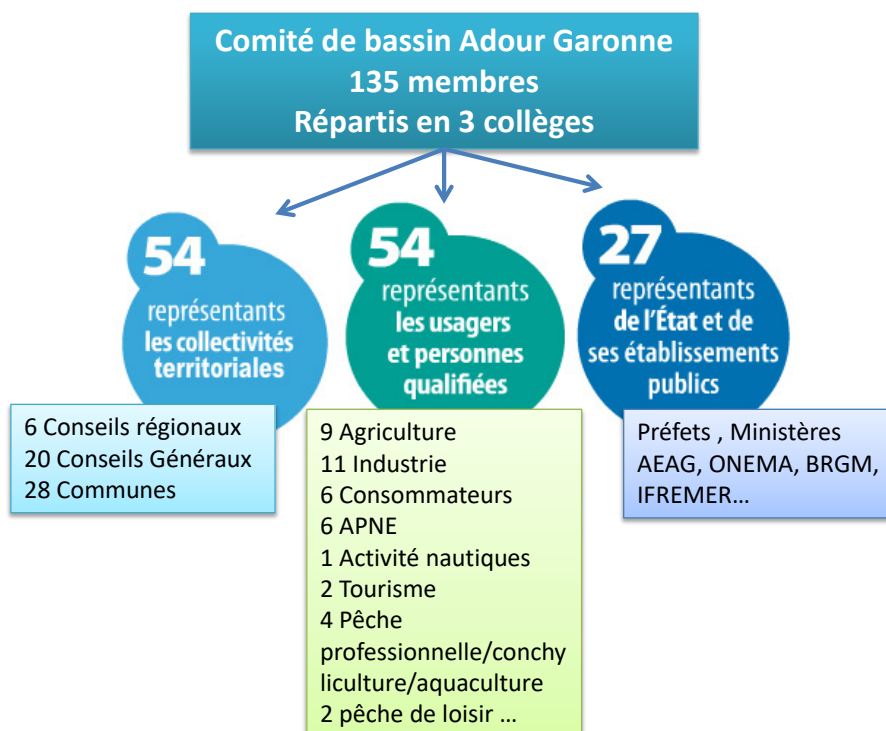 Comité de bassin Adour Garonne
135 membres
Répartis en 3 collèges
54
représentants
les collectivités
territoriales
54
représentants
les usagers
et personnes
qualifiées
27
représentants
de l'État et de
ses établissements
publics
6 Conseils régionaux
20 Conseils Généraux
28 Communes
9 Agriculture
11 Industrie
6 Consommateurs
6 APNE
1 Activité nautiques
2 Tourisme
4 Pêche
professionnelle/conchy
liculture/aquaculture
2 pêche de loisir ...
Préfets , Ministères
AEAG, ONEMA, BRGM,
IFREMER...